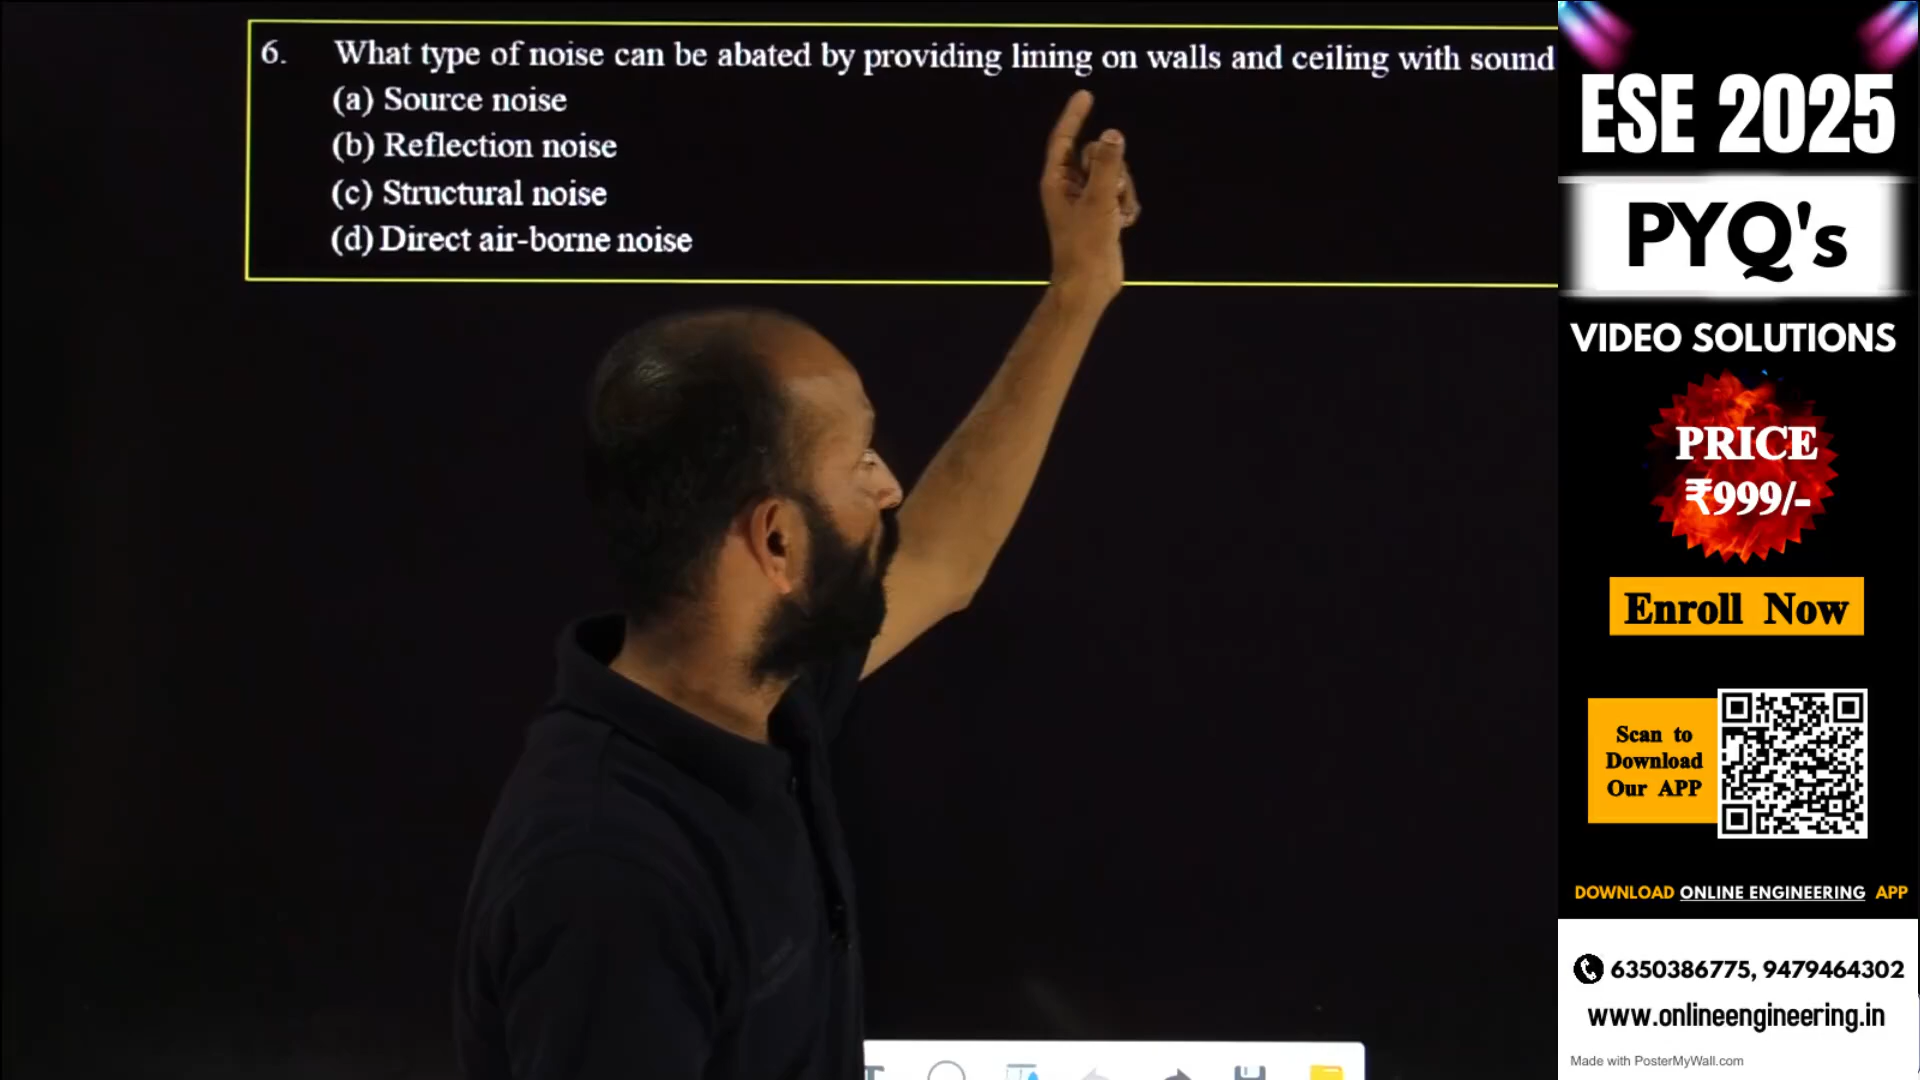 6. What type of noise can be abated by providing lining on walls and ceiling with sound
(a) Source noise
(b) Reflection noise
(c) Structural noise
(d) Direct air-borne noise
ESE 2025
PYQ's
VIDEO SOLUTIONS
PRICE
₹999/-
Enroll Now
Scan to
Download
Our APP
DOWNLOAD ONLINE ENGINEERING APP
6350386775, 9479464302
www.onlineengineering.in
Made with PosterMyWall.com